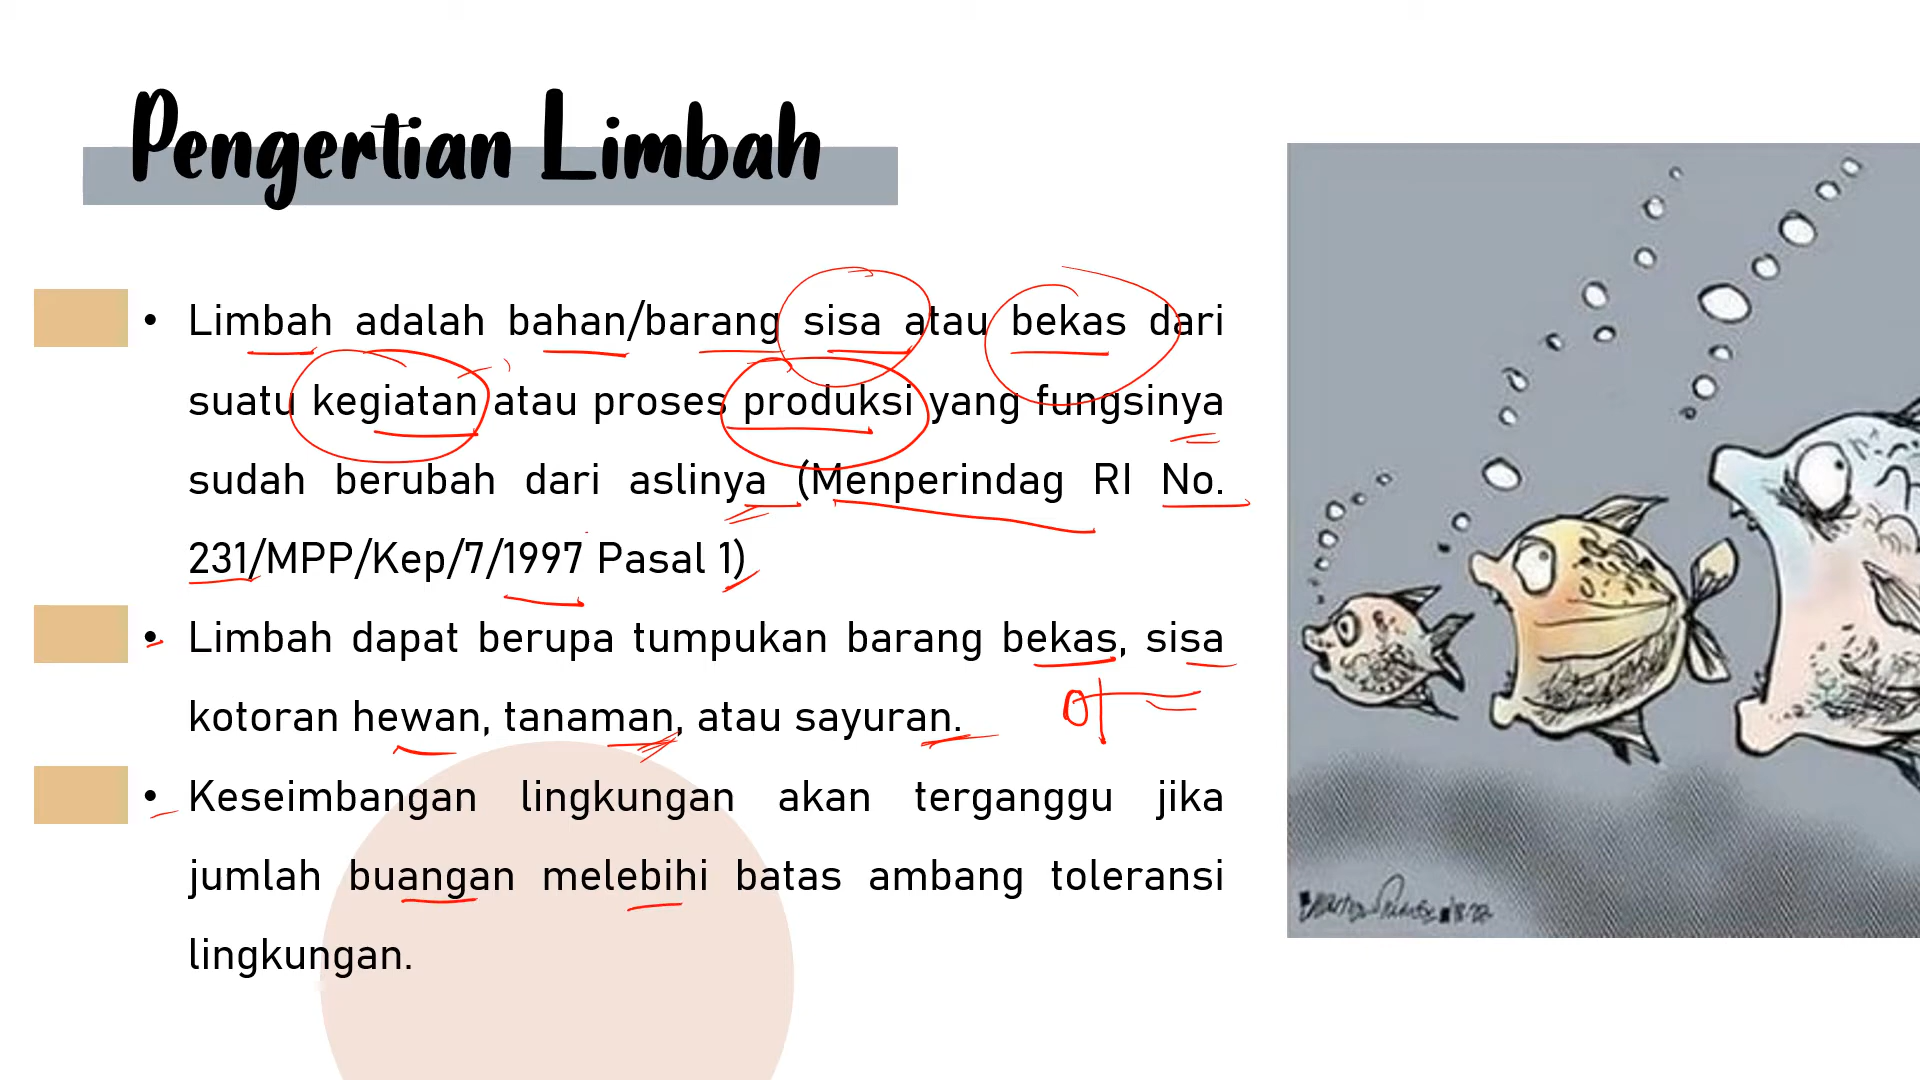 Pengertian Limbah
• Limbah adalah bahan/barang sisa atau bekas dari
suatu kegiatan atau proses produksi yang fungsinya
sudah berubah dari aslinya (Menperindag RI No.
231/MPP/Kep/7/1997 Pasal 1)
• Limbah dapat berupa tumpukan barang bekas, sisa
kotoran hewan, tanaman, atau sayuran.
• Keseimbangan lingkungan akan terganggu jika
jumlah buangan melebihi batas ambang toleransi
lingkungan.